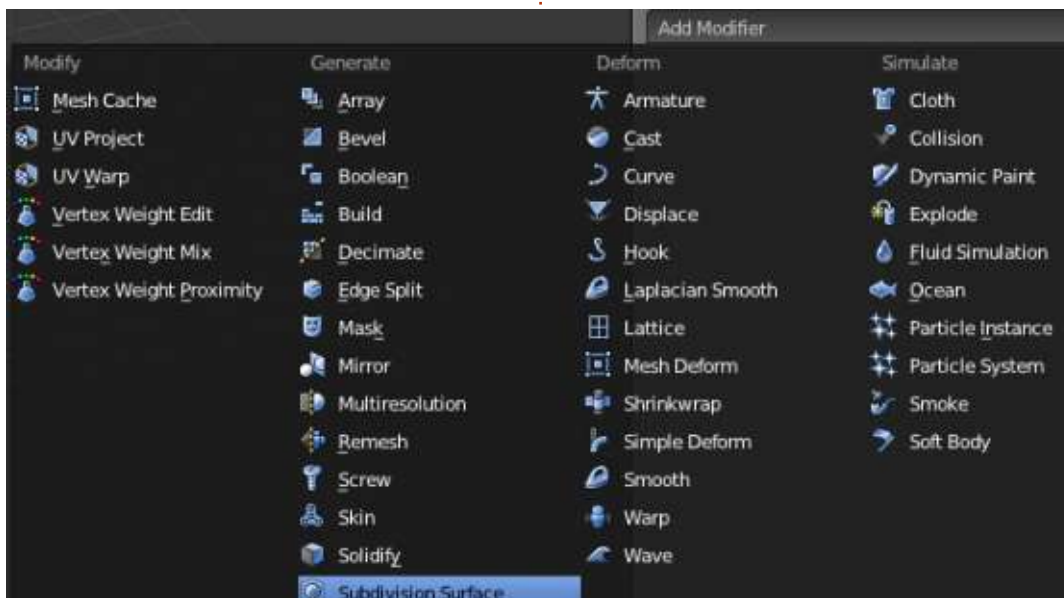 Add Modifier
Modify
Mesh Cache
UV Project
UV Warp
Vertex Weight Edit
Vertex Weight Mix
Vertex Weight Proximity
Generate
Array
Bevel
Boolean
Build
Decimate
Edge Split
Mask
Mirror
Multiresolution
Remesh
Screw
Skin
Solidify
Subdivision Surface
Deform
Armature
Cast
Curve
Displace
Hook
Laplacian Smooth
Lattice
Mesh Deform
Shrinkwrap
Simple Deform
Smooth
Warp
Wave
Simulate
Cloth
Collision
Dynamic Paint
Explode
Fluid Simulation
Ocean
Particle Instance
Particle System
Smoke
Soft Body